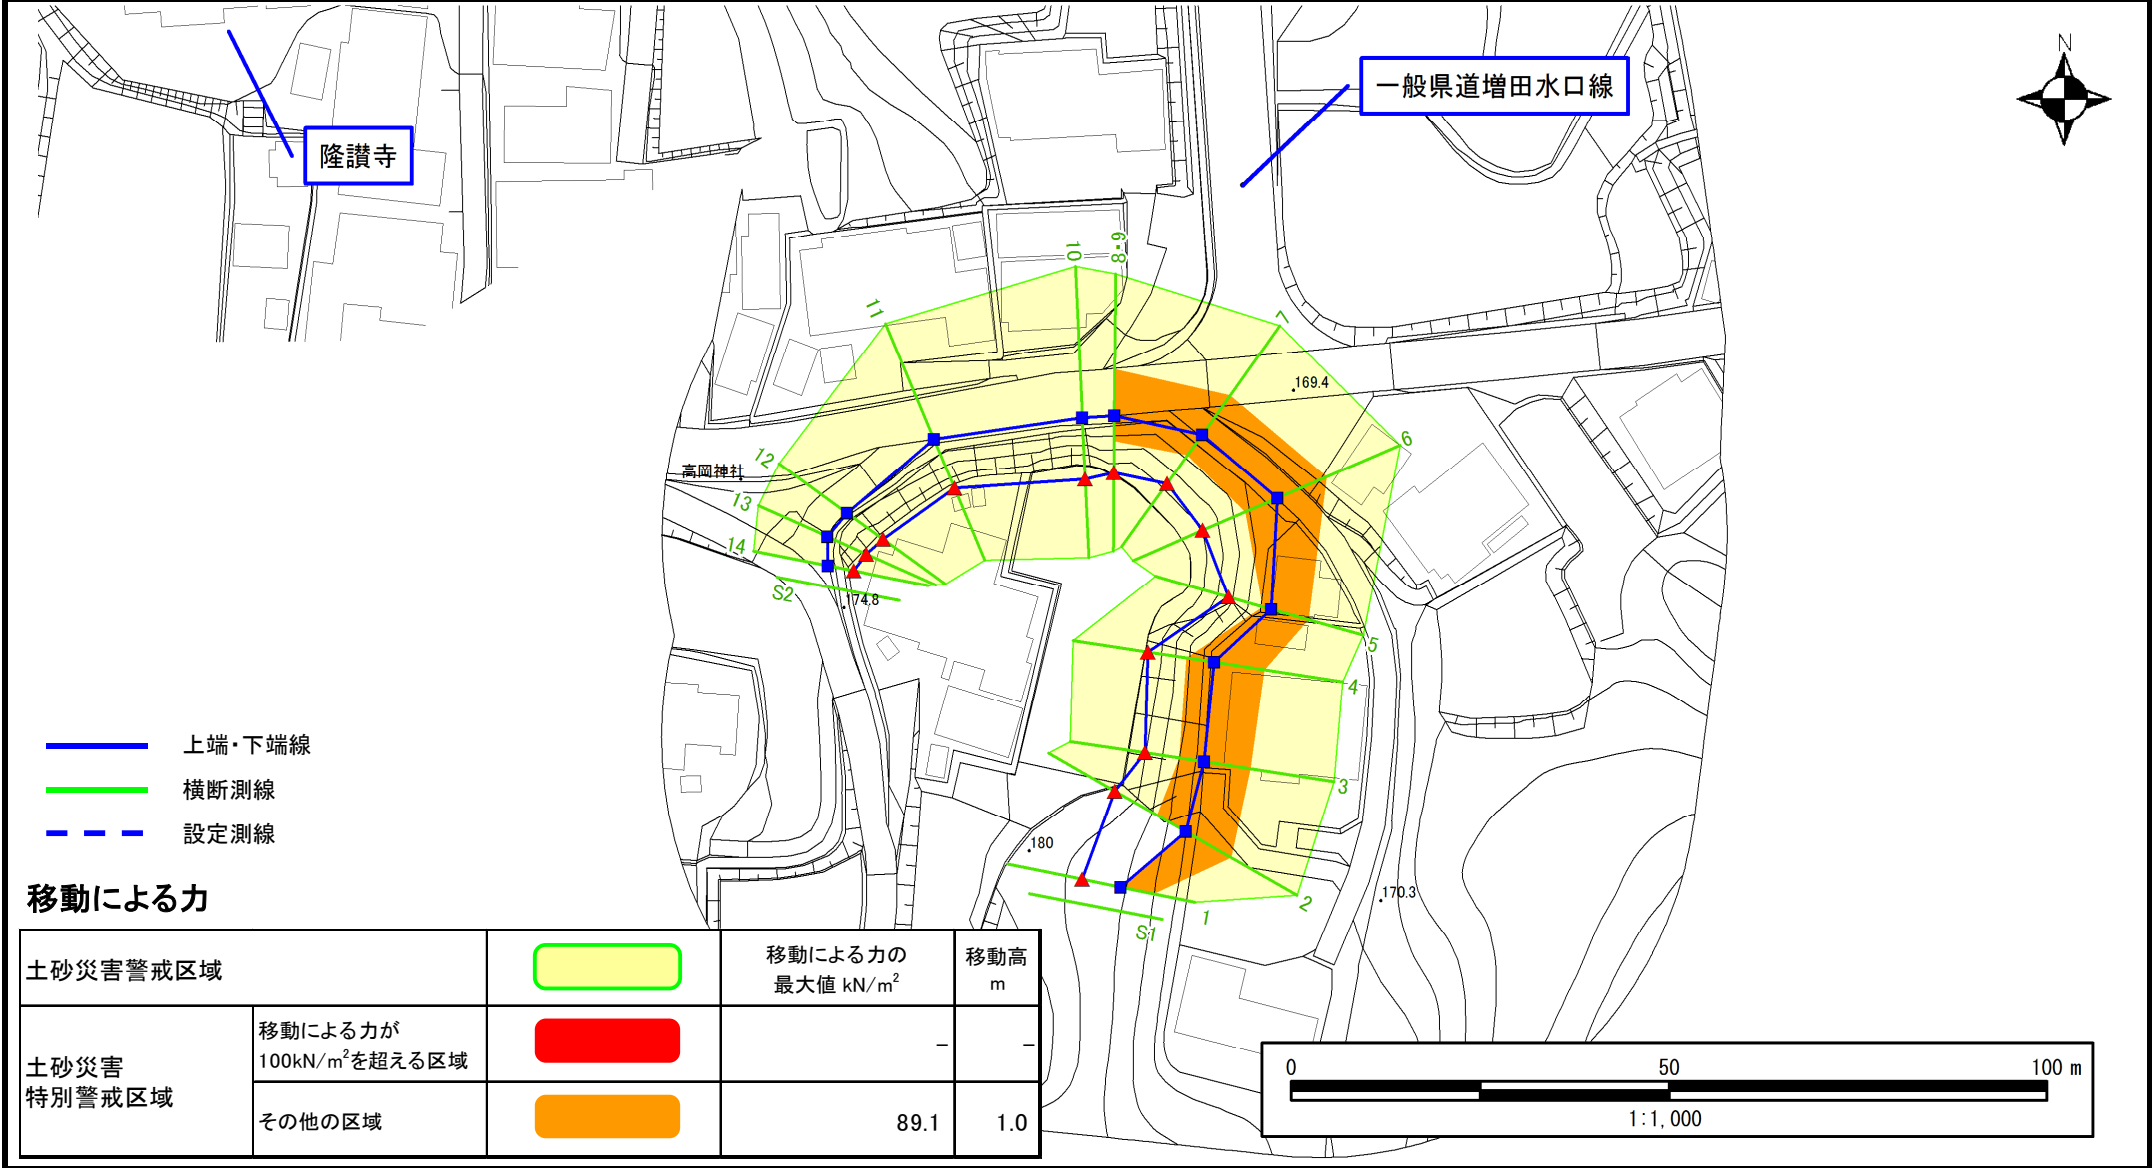 N
一般県道増田水口線
隆讃寺
10
8・9
11
7
169.4
6
12
高岡神社
13
14
S2
174.8
5
4
3
180
170.3
2
1
S1
上端・下端線
横断測線
設定測線
移動による力
土砂災害警戒区域
移動による力の
最大値 kN/m²
移動高
m
土砂災害
特別警戒区域
移動による力が
100kN/m²を超える区域
－
－
その他の区域
89.1
1.0
0
50
100 m
1:1,000